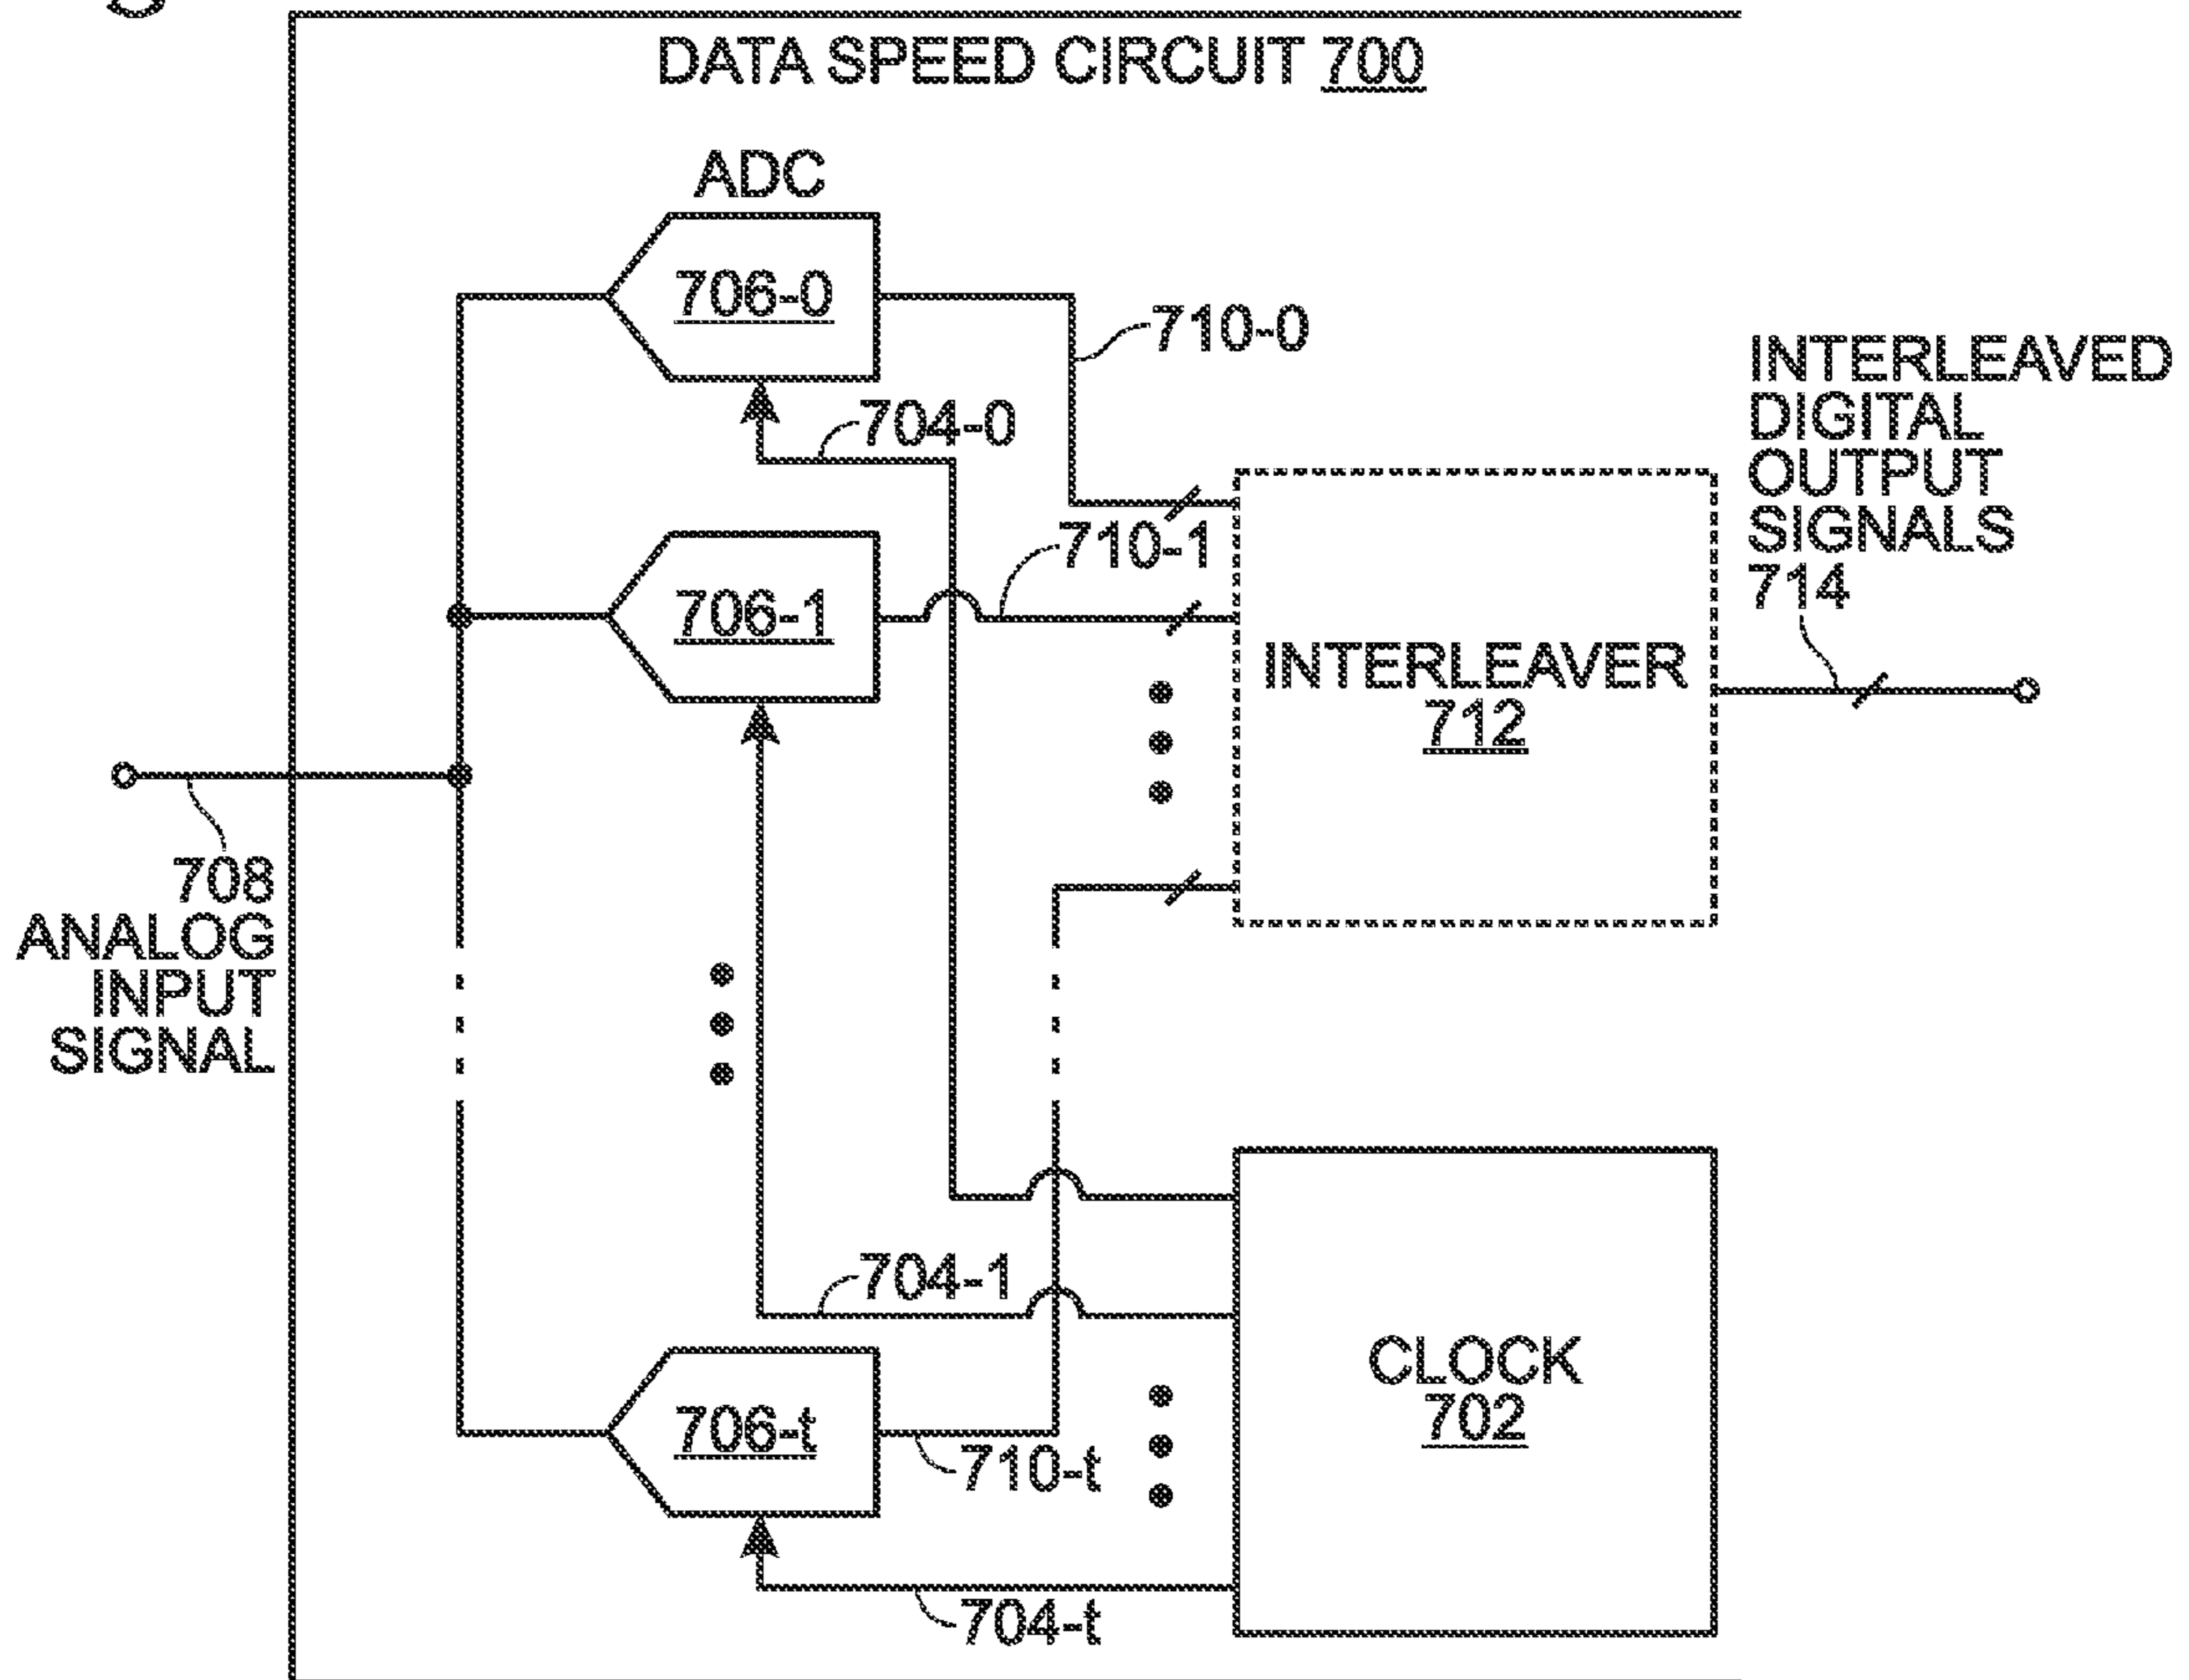 DATA SPEED CIRCUIT 700
ADC
706-0
710-0
704-0
INTERLEAVED
DIGITAL
OUTPUT
SIGNALS
714
710-1
706-1
INTERLEAVER
712
708
ANALOG
INPUT
SIGNAL
704-1
CLOCK
702
706-t
710-t
704-t